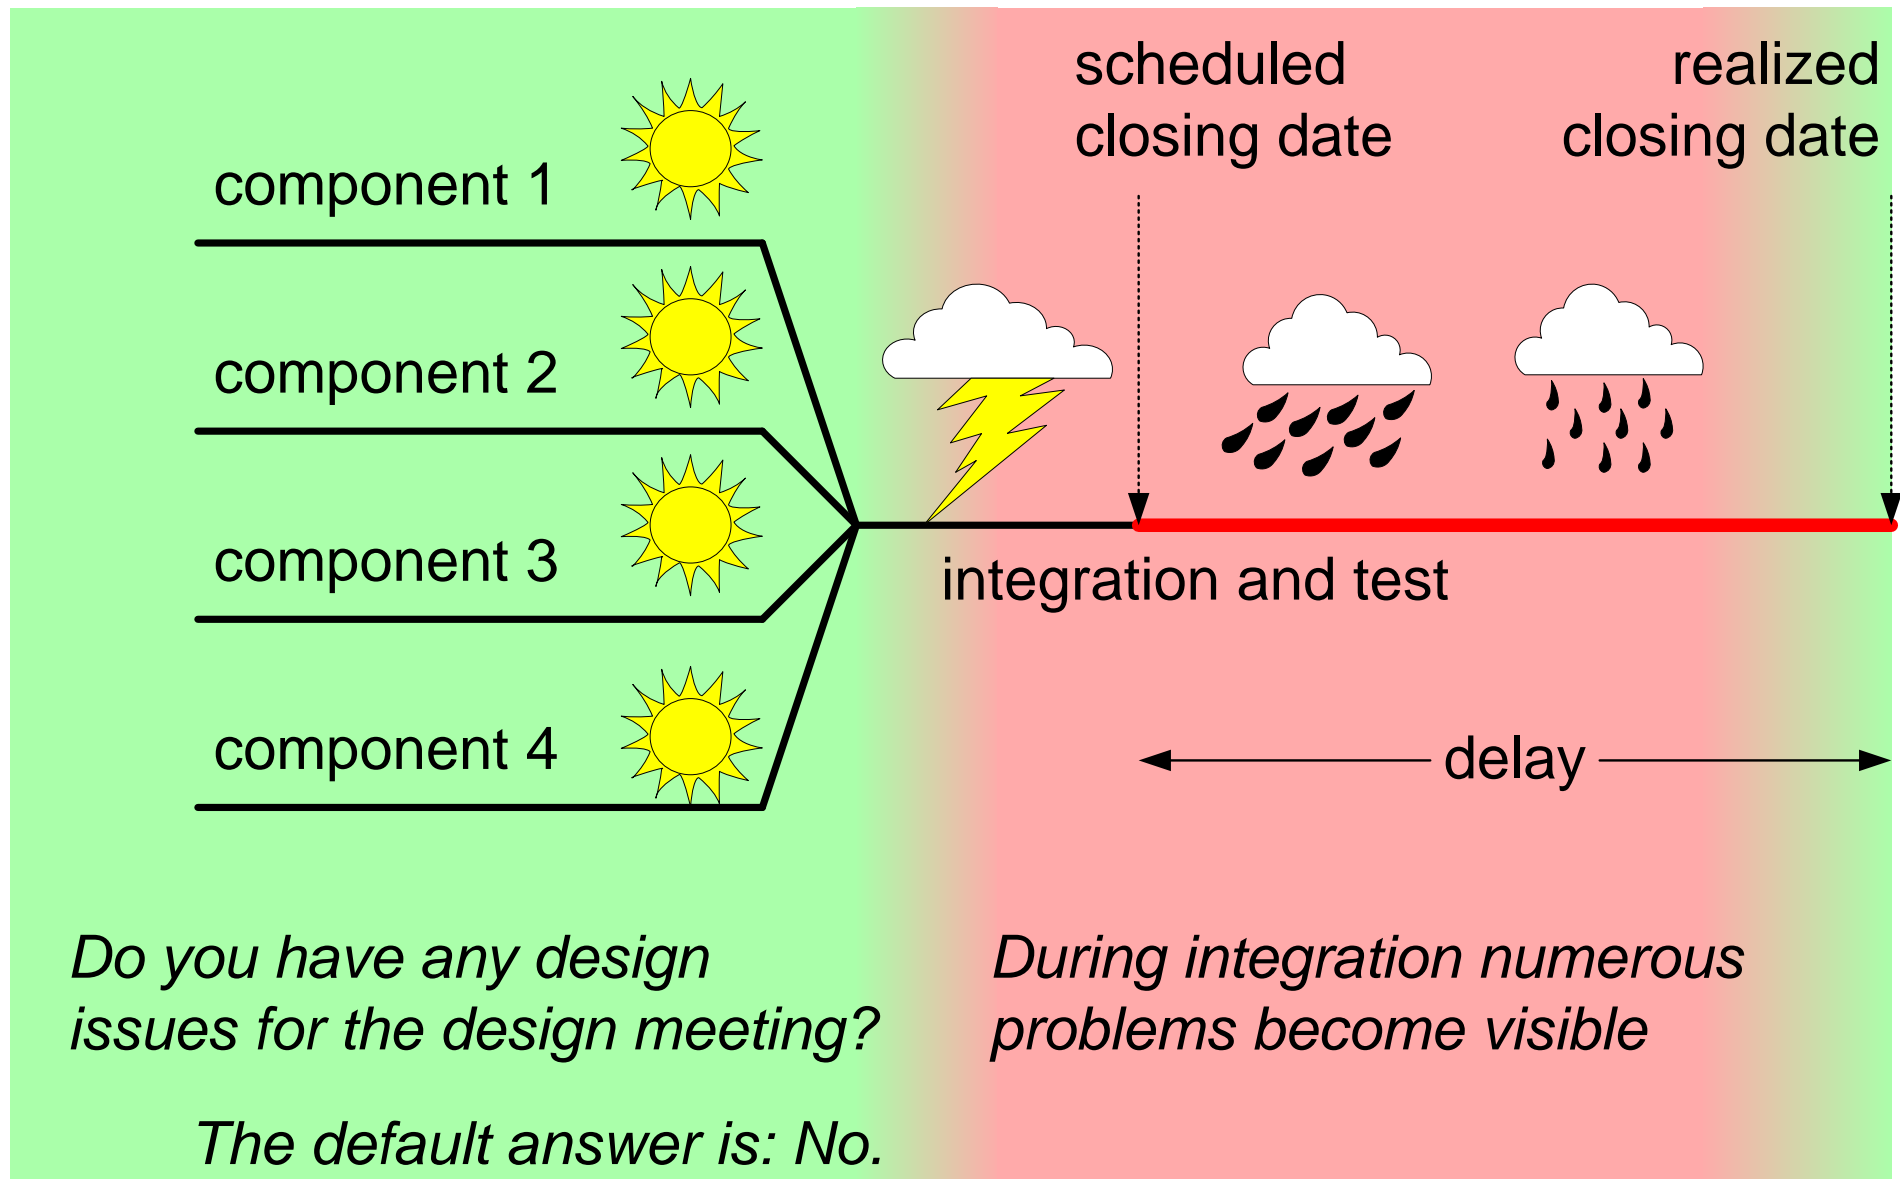 scheduled
closing date
realized
closing date
component 1
component 2
component 3
component 4
integration and test
delay
Do you have any design
issues for the design meeting?
The default answer is: No.
During integration numerous
problems become visible